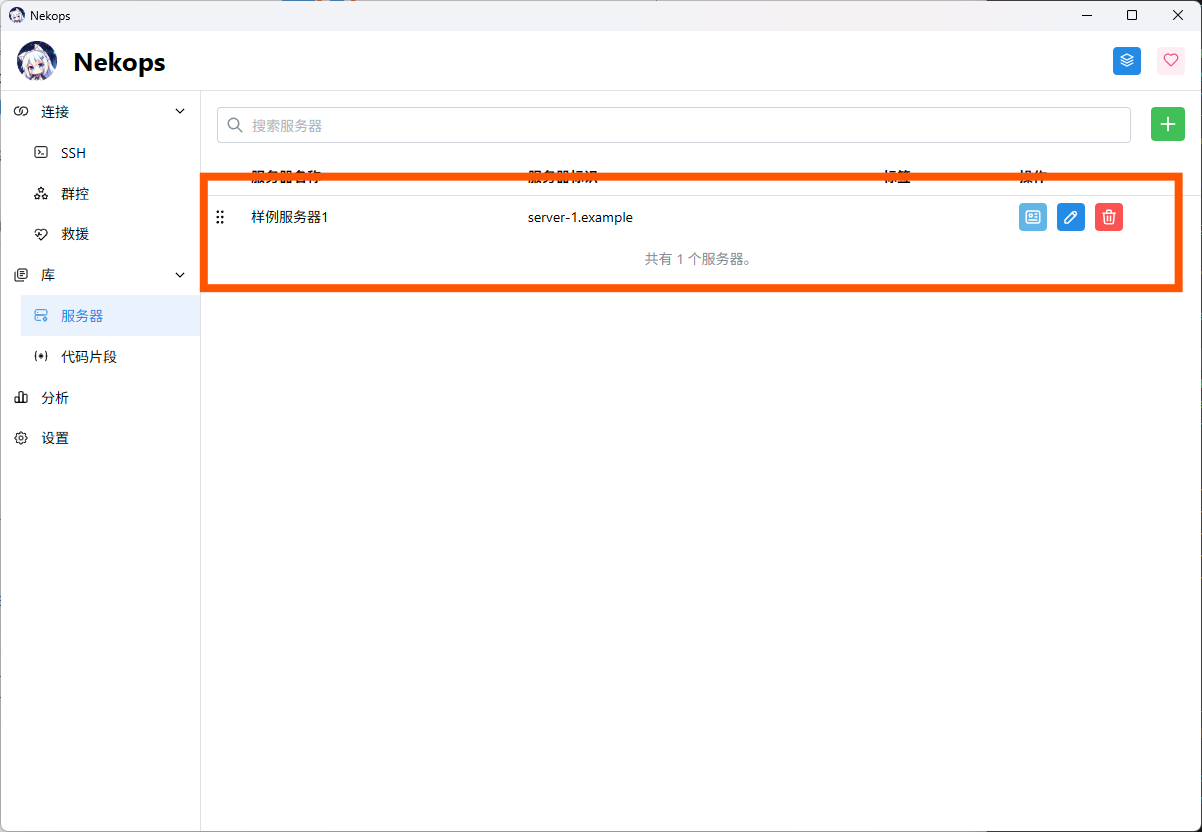 Nekops
Nekops
连接
SSH
群控
救援
库
服务器
代码片段
分析
设置
搜索服务器
服务器名称 服务器标识 标签 操作
样例服务器1 server-1.example
共有 1 个服务器。